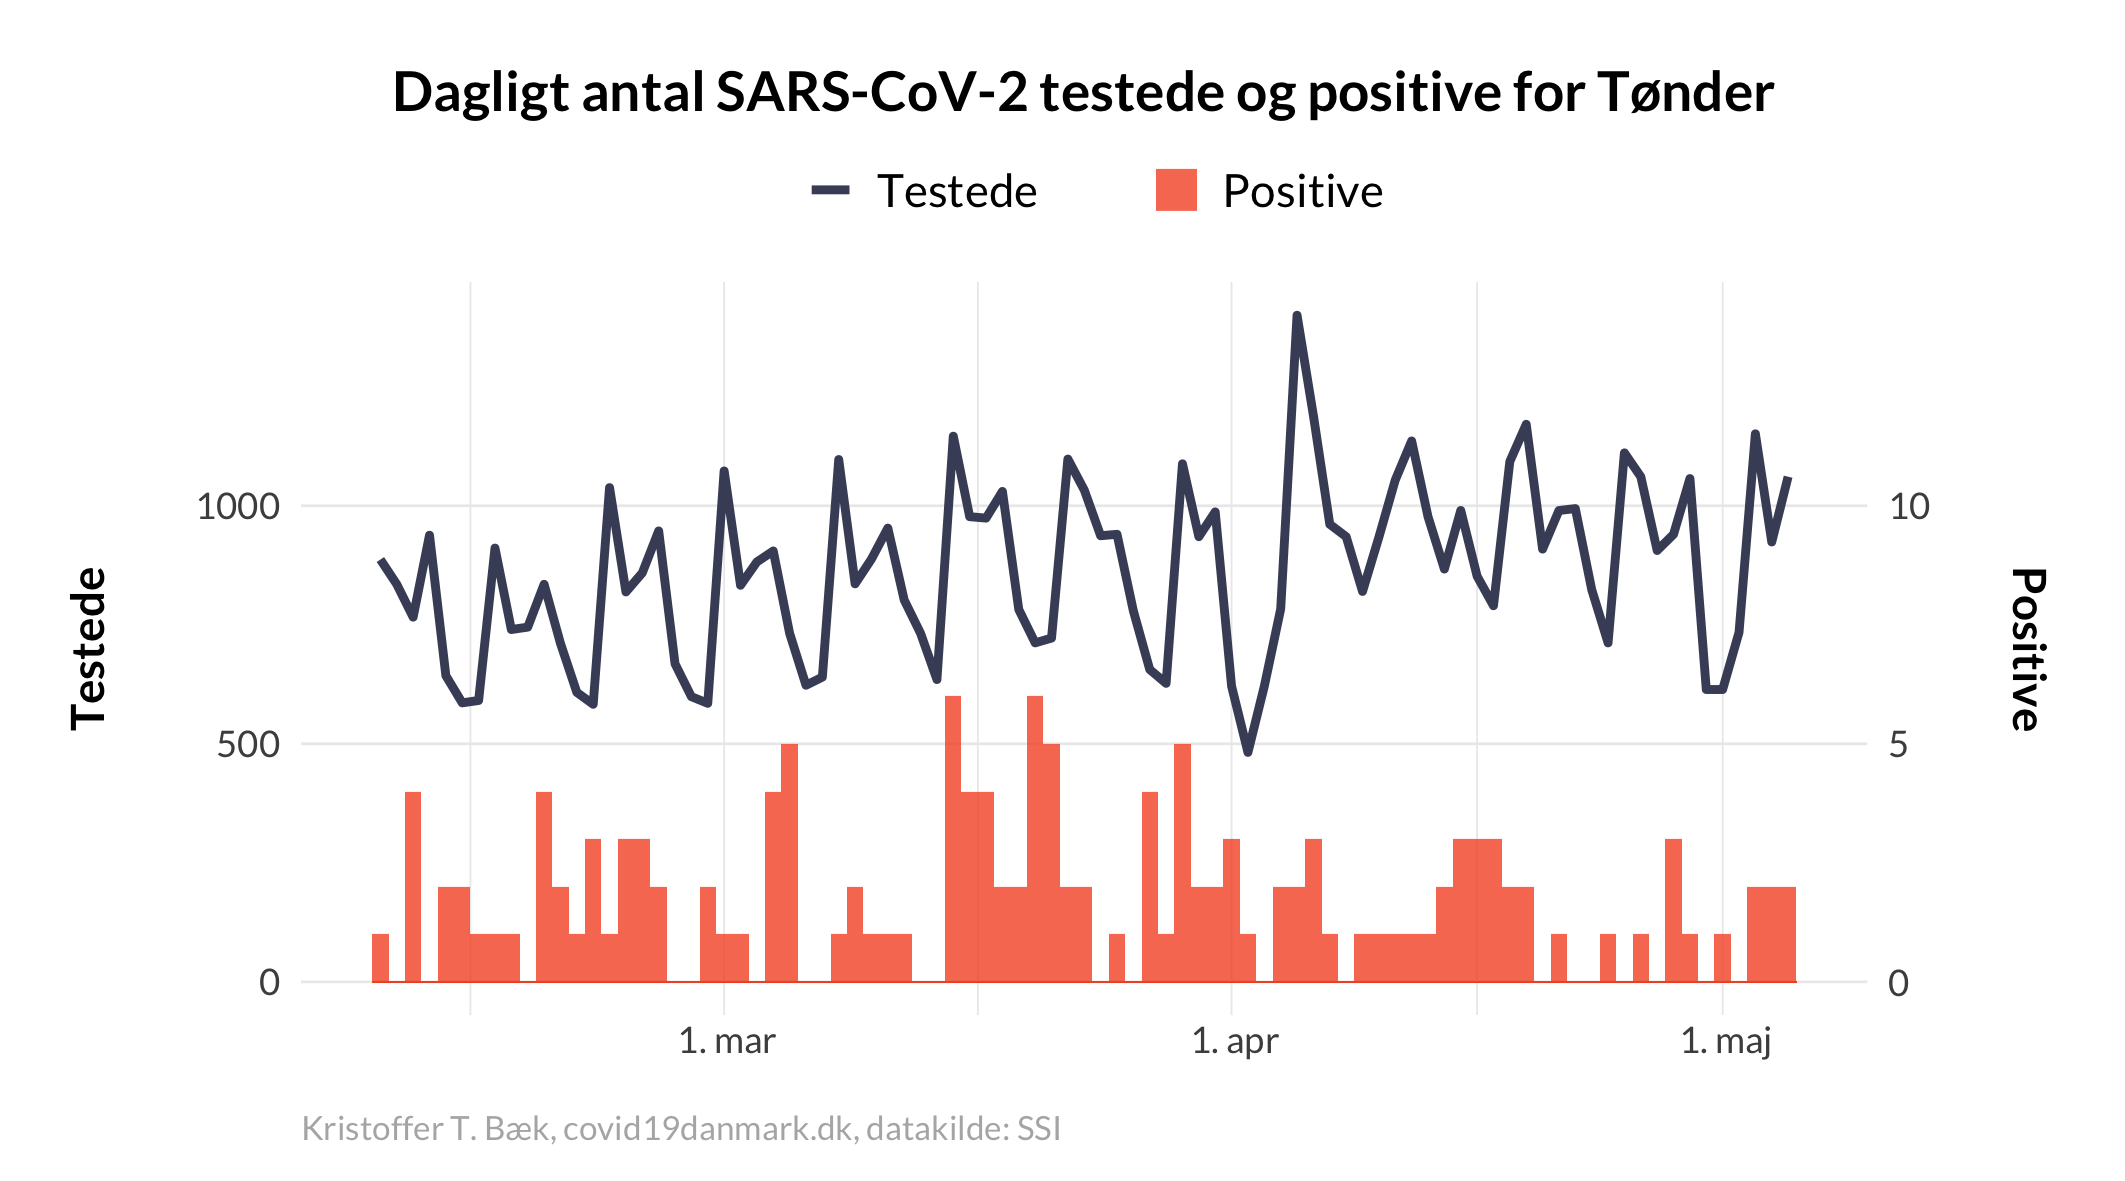 Dagligt antal SARS-CoV-2 testede og positive for Tønder
Testede
Positive
1000
500
0
10
5
0
Testede
Positive
1. mar
1. apr
1. maj
Kristoffer T. Bæk, covid19danmark.dk, datakilde: SSI